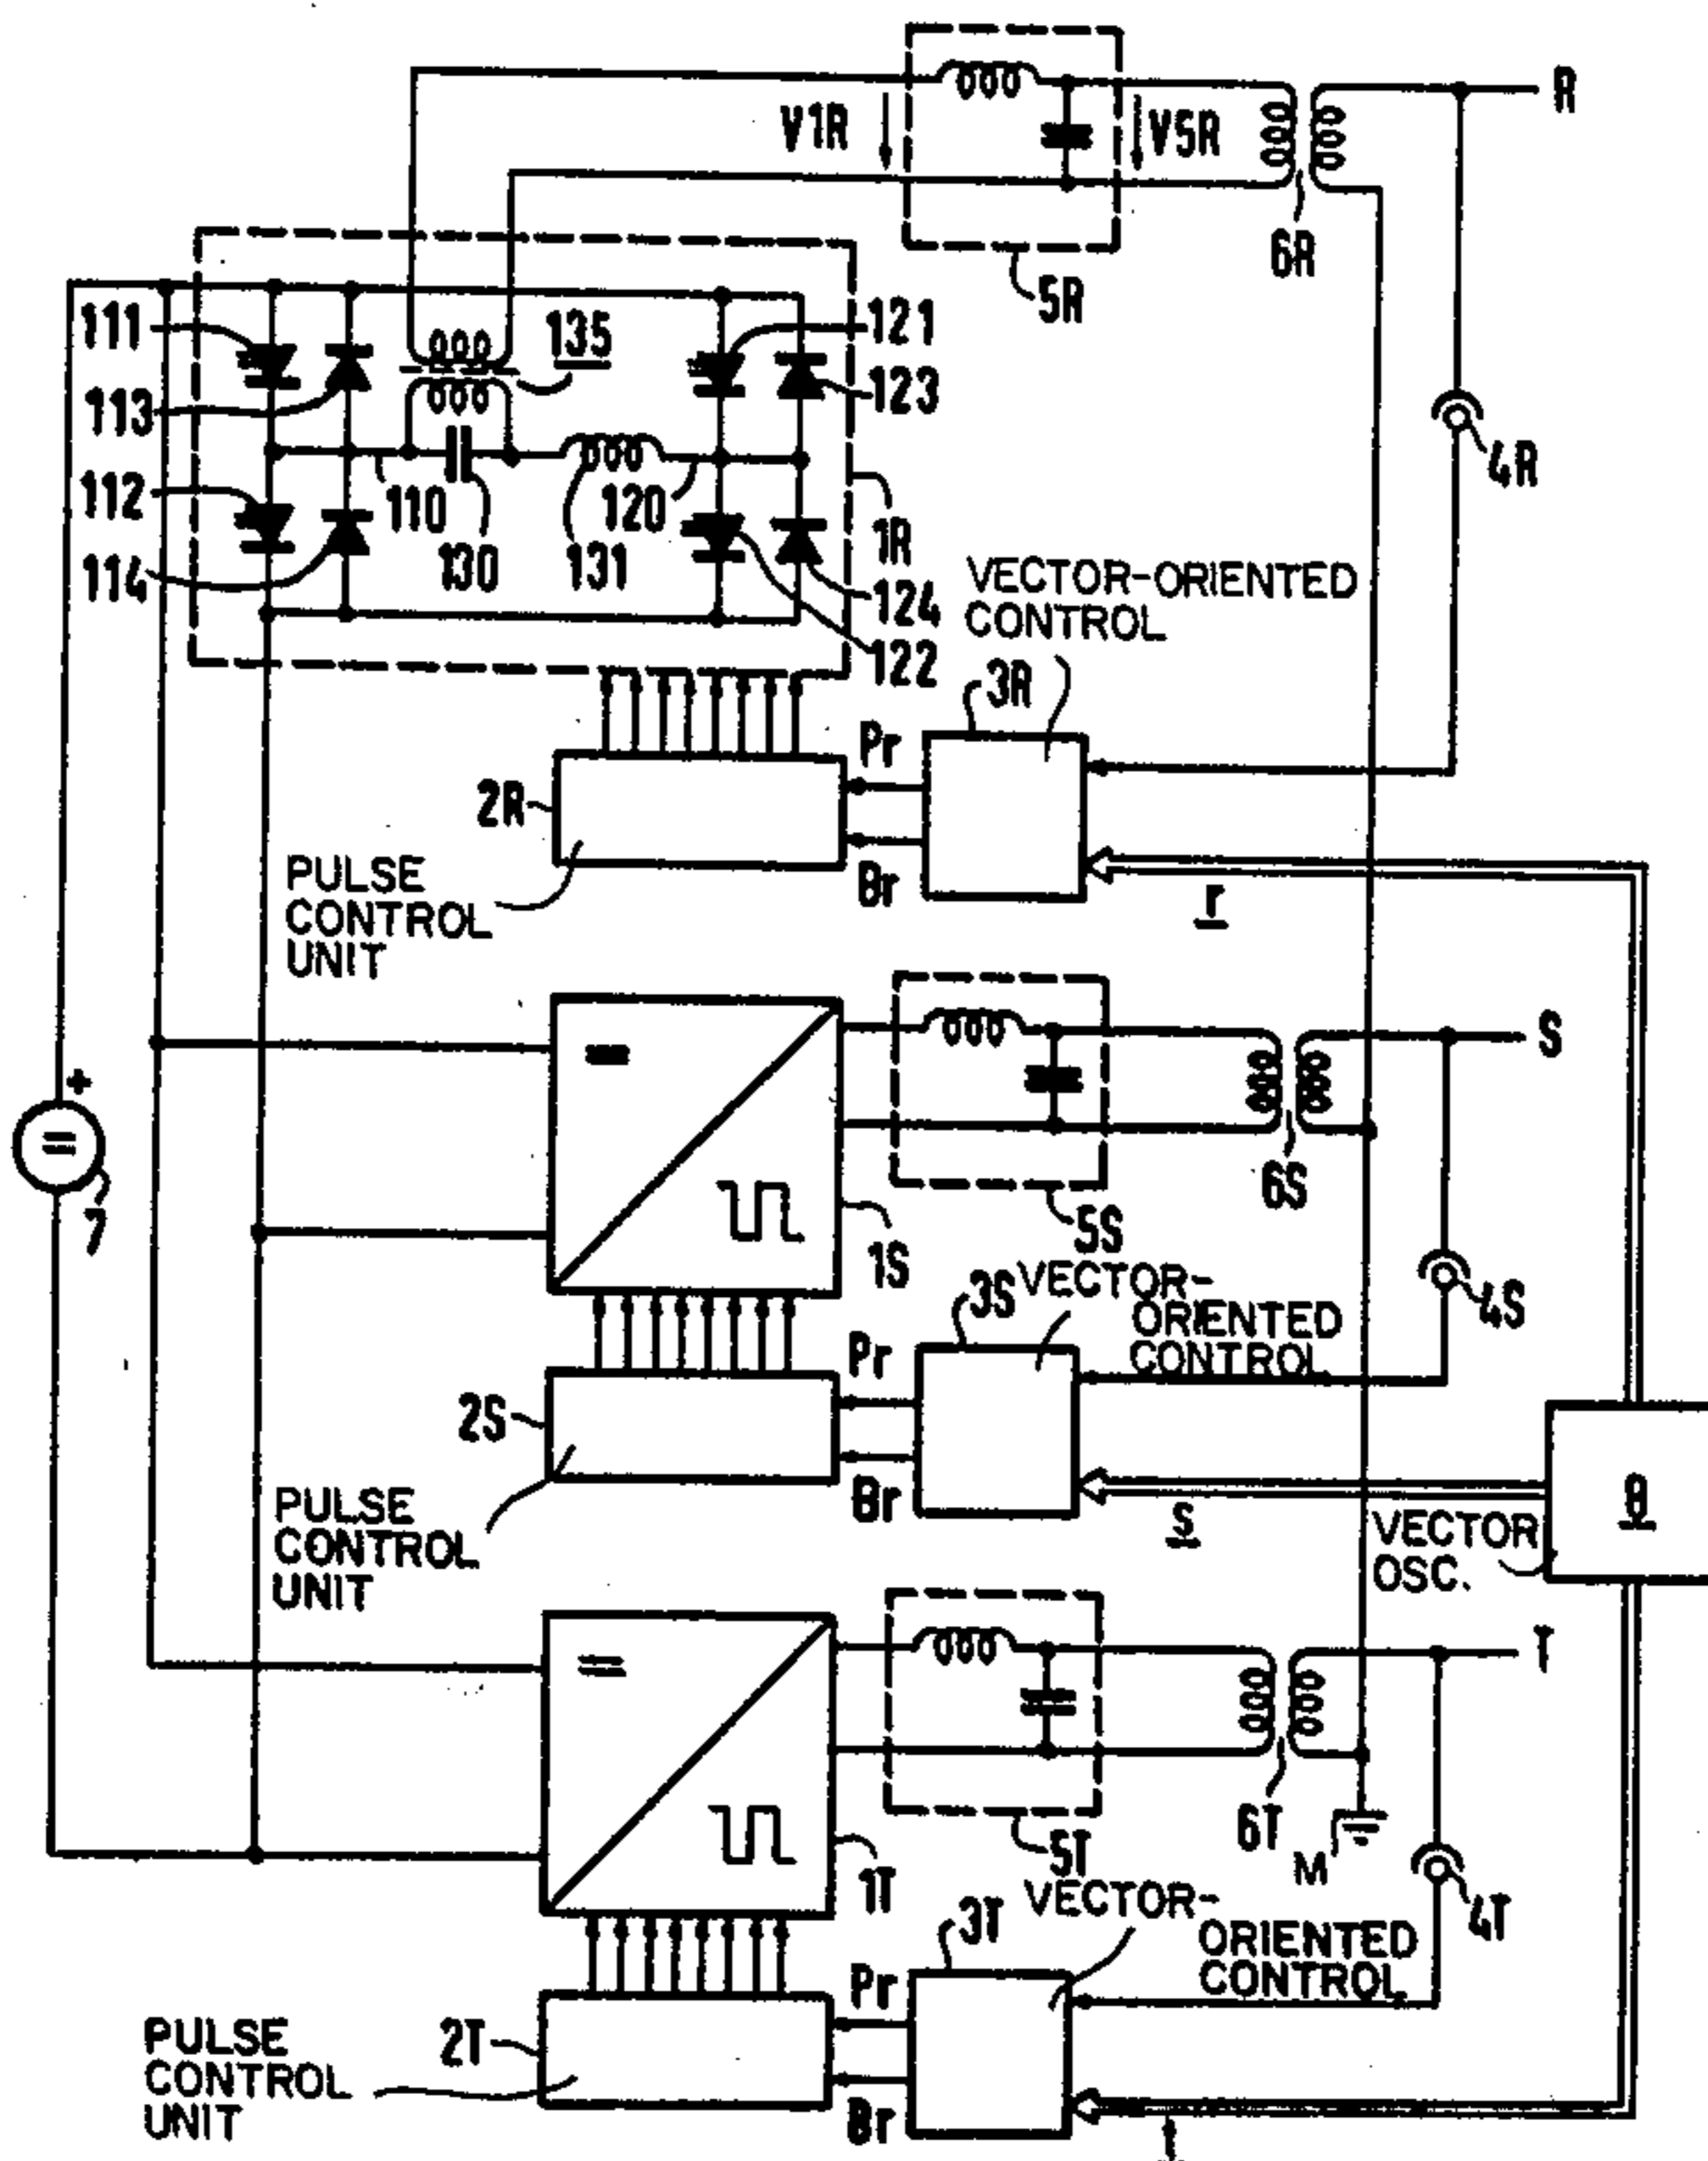 R
V1R
V5R
6R
5R
111
135
121
113
123
4R
112
110
120
1R
114
130
131
124
122
VECTOR-ORIENTED
CONTROL
3R
Pr
2R
Br
r
PULSE
CONTROL
UNIT
S
+
7
6S
5S
1S
4S
3S
VECTOR-
ORIENTED
CONTROL
Pr
2S
Br
s
8
VECTOR
OSC.
PULSE
CONTROL
UNIT
T
6T
M
5T
1T
4T
3T
VECTOR-
ORIENTED
CONTROL
Pr
2T
Br
t
PULSE
CONTROL
UNIT